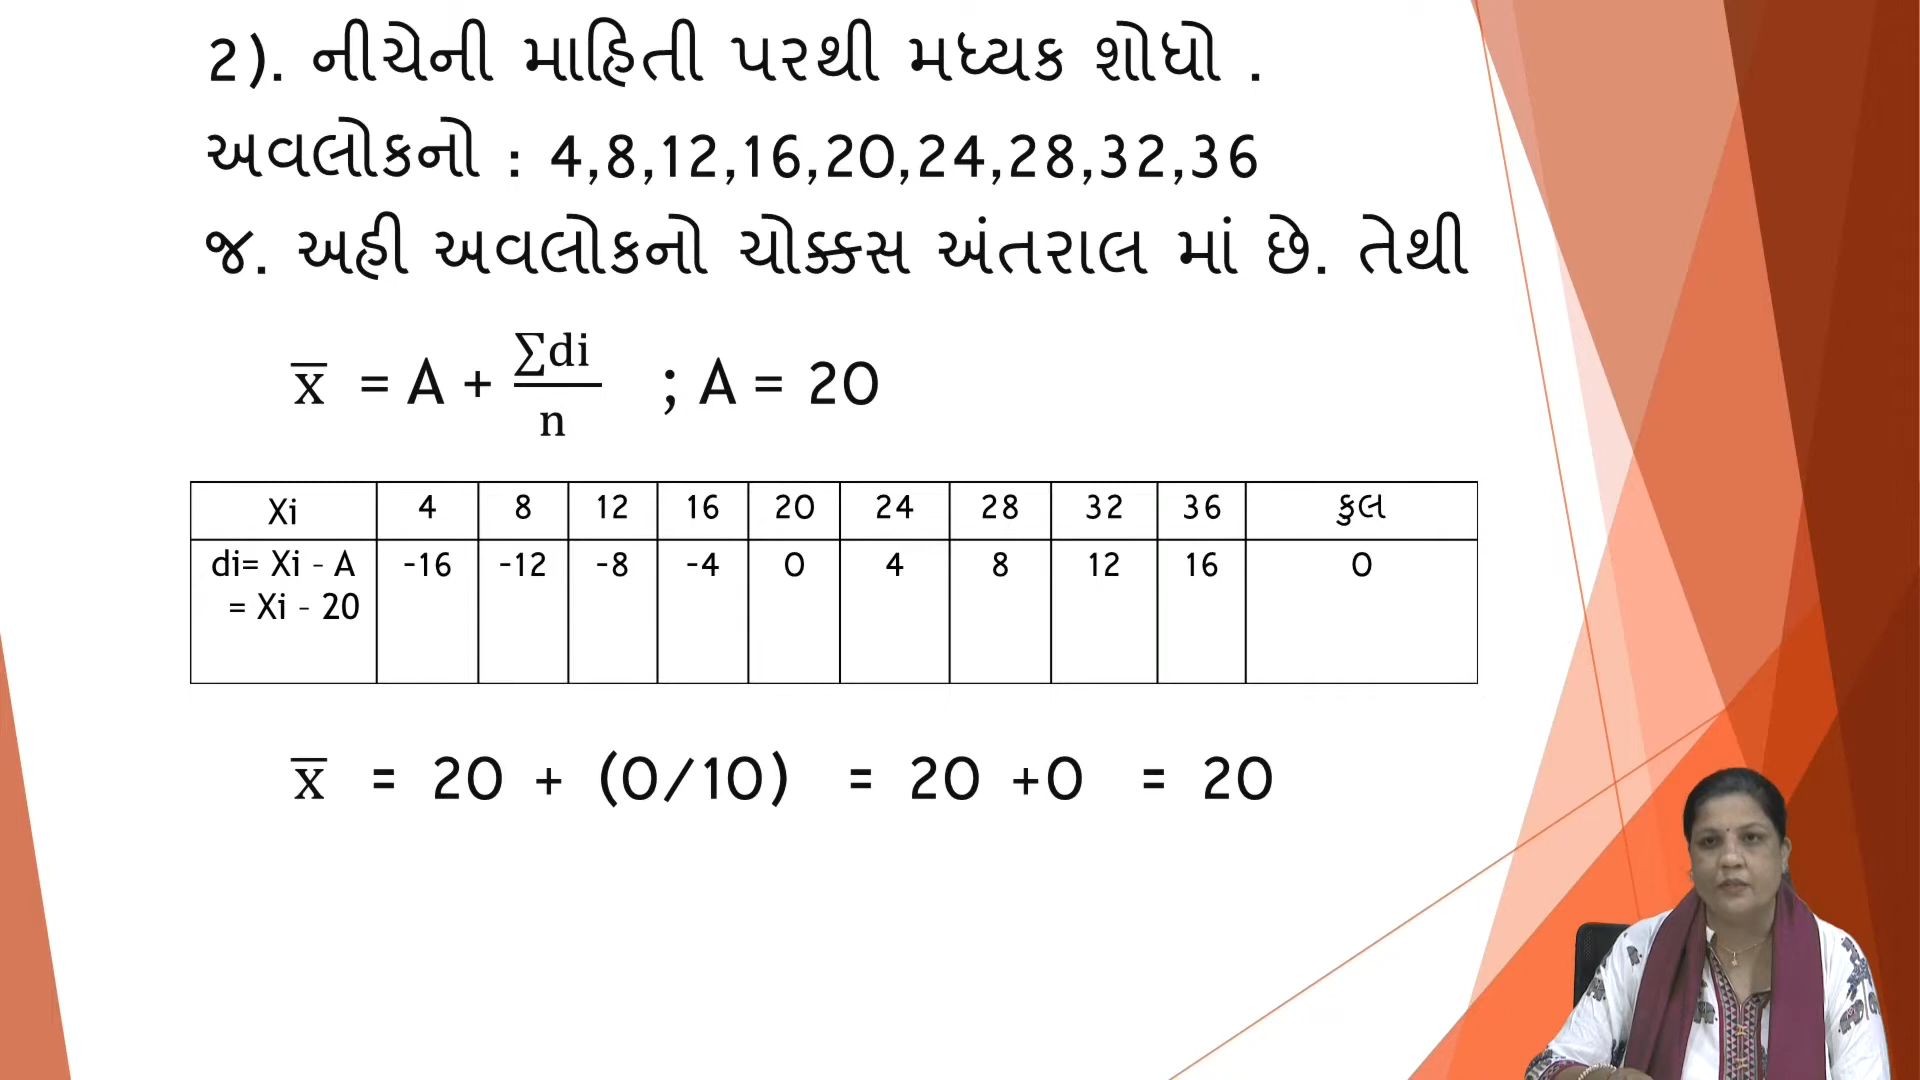 2). નીચેની માહિતી પરથી મધ્યક શોધો .
અવલોકનો : 4,8,12,16,20,24,28,32,36
જ. અહી અવલોકનો ચોક્કસ અંતરાલ માં છે. તેથી
x̅ = A + ∑di/n ; A = 20
Xi 4 8 12 16 20 24 28 32 36 કુલ
di= Xi - A -16 -12 -8 -4 0 4 8 12 16 0
= Xi - 20
x̅ = 20 + (0/10) = 20 +0 = 20